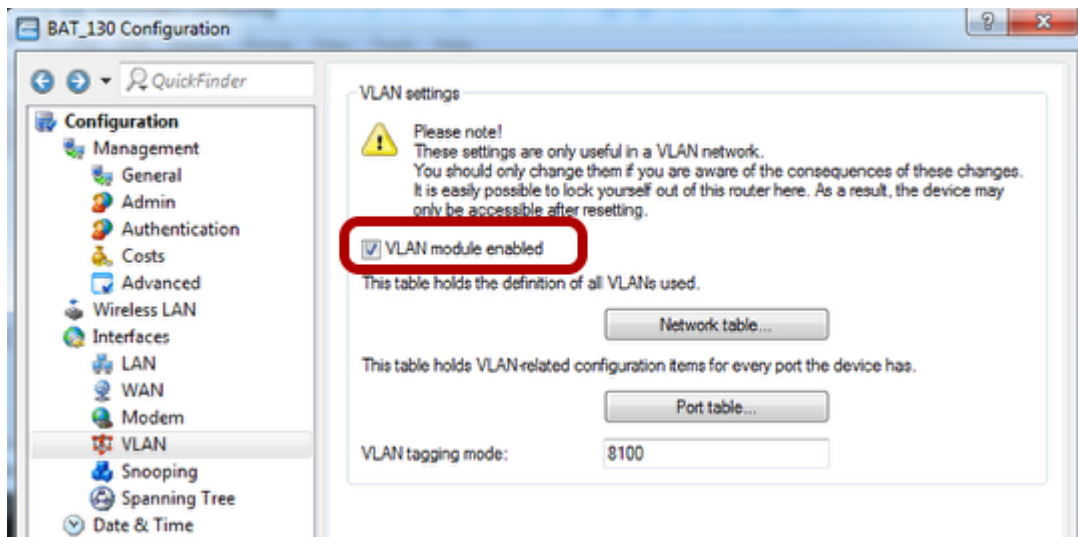 BAT_130 Configuration
QuickFinder
Configuration
Management
General
Admin
Authentication
Costs
Advanced
Wireless LAN
Interfaces
LAN
WAN
Modem
VLAN
Snooping
Spanning Tree
Date & Time
VLAN settings
Please note!
These settings are only useful in a VLAN network.
You should only change them if you are aware of the consequences of these changes.
It is easily possible to lock yourself out of this router here. As a result, the device may
only be accessible after resetting.
VLAN module enabled
This table holds the definition of all VLANs used.
Network table...
This table holds VLAN-related configuration items for every port the device has.
Port table...
VLAN tagging mode: 8100